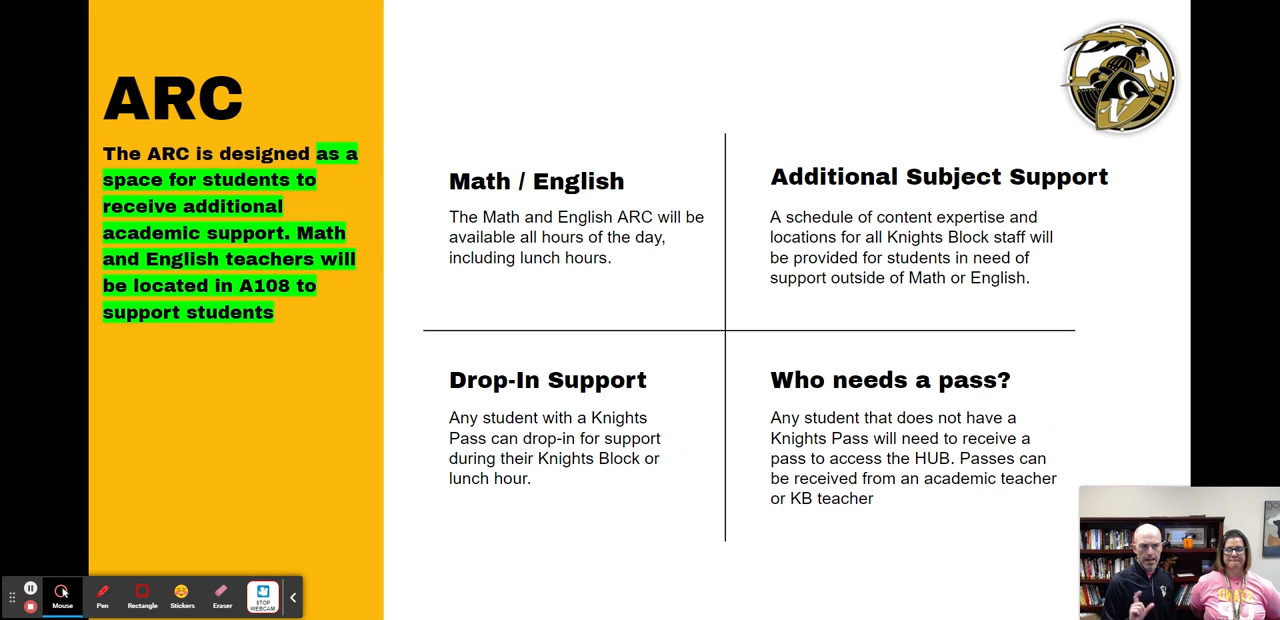 ARC
The ARC is designed as a
space for students to
receive additional
academic support. Math
and English teachers will
be located in A108 to
support students
Math / English
The Math and English ARC will be
available all hours of the day,
including lunch hours.
Additional Subject Support
A schedule of content expertise and
locations for all Knights Block staff will
be provided for students in need of
support outside of Math or English.
Drop-In Support
Any student with a Knights
Pass can drop-in for support
during their Knights Block or
lunch hour.
Who needs a pass?
Any student that does not have a
Knights Pass will need to receive a
pass to access the HUB. Passes can
be received from an academic teacher
or KB teacher
Mouse
Pen
Rectangle
Stickers
Eraser
STOP
WEBCAM